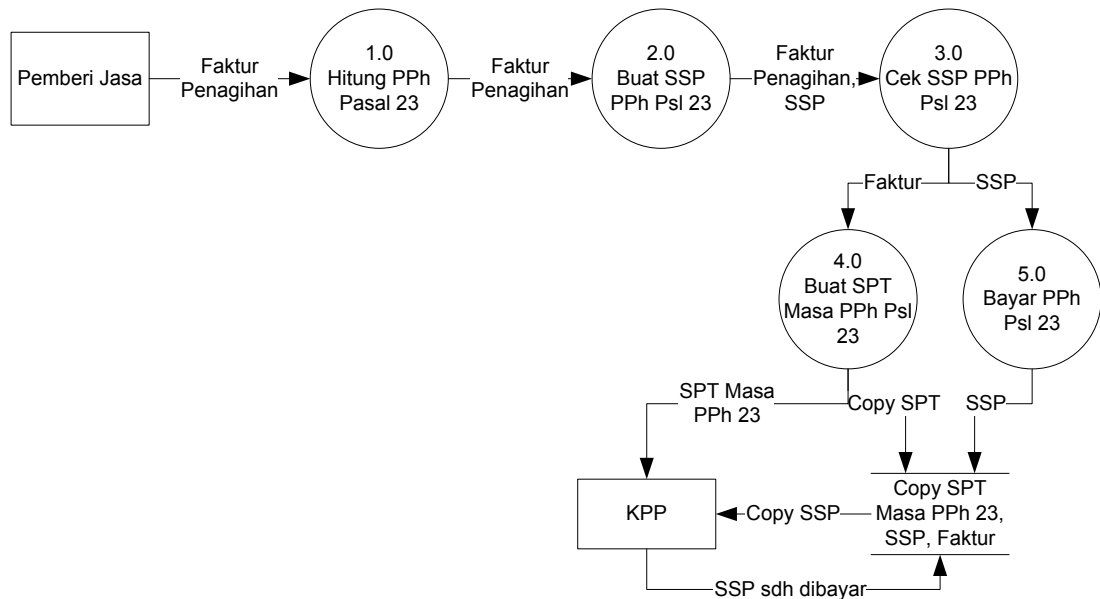 Pemberi Jasa
Faktur
Penagihan
1.0
Hitung PPh
Pasal 23
Faktur
Penagihan
2.0
Buat SSP
PPh Psl 23
Faktur
Penagihan,
SSP
3.0
Cek SSP PPh
Psl 23
Faktur
SSP
4.0
Buat SPT
Masa PPh Psl
23
5.0
Bayar PPh
Psl 23
SPT Masa
PPh 23
Copy SPT
SSP
KPP
Copy SSP
Copy SPT
Masa PPh 23,
SSP, Faktur
SSP sdh dibayar